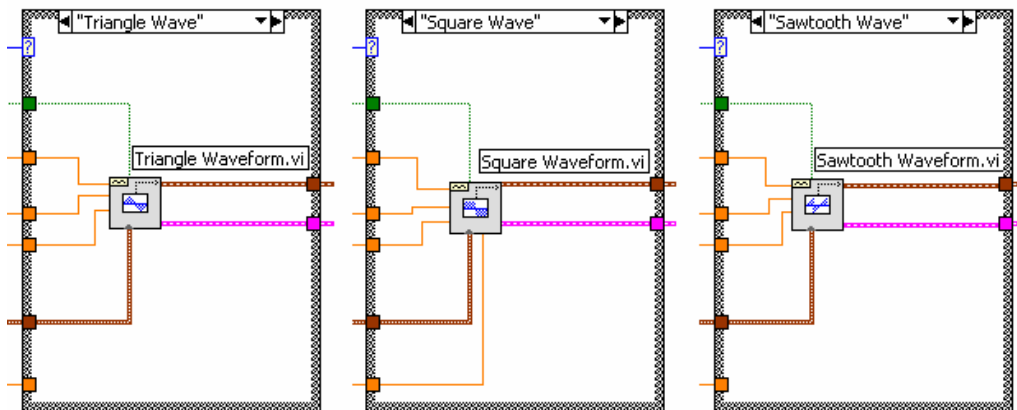 "Triangle Wave"
"Square Wave"
"Sawtooth Wave"
?
?
?
Triangle Waveform.vi
Square Waveform.vi
Sawtooth Waveform.vi